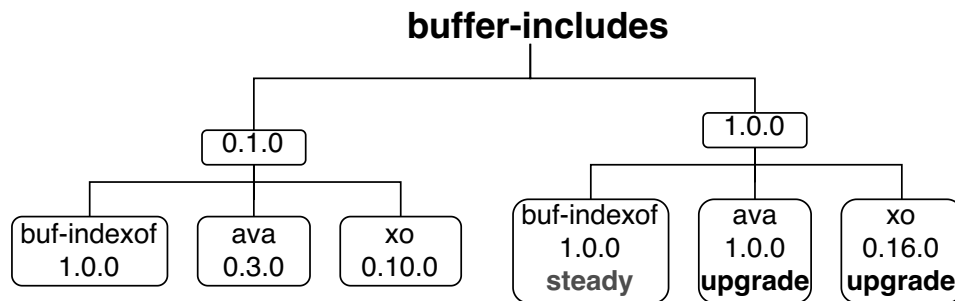 buffer-includes
0.1.0
1.0.0
buf-indexof
1.0.0
ava
0.3.0
xo
0.10.0
buf-indexof
1.0.0
steady
ava
1.0.0
upgrade
xo
0.16.0
upgrade